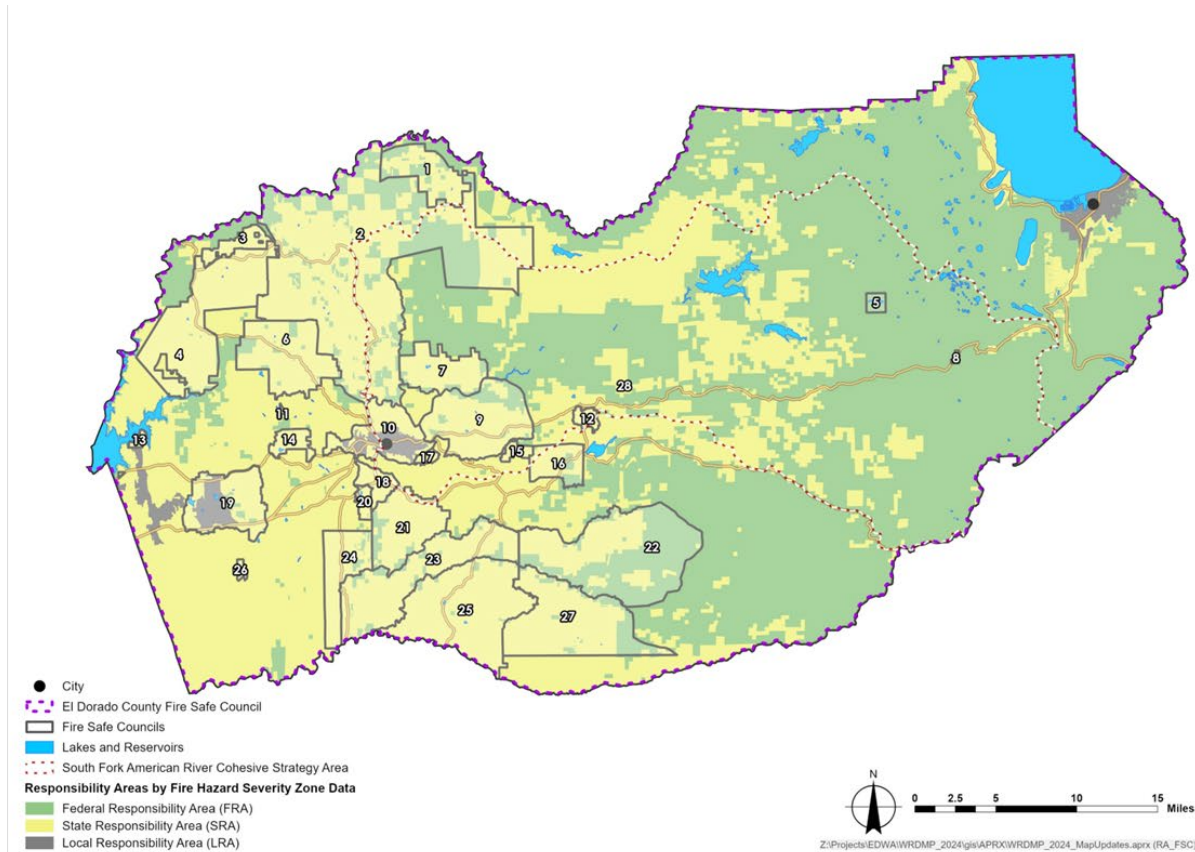 1
2
3
5
6
4
7
8
28
9
11
12
10
13
14
15
17
16
18
19
20
21
22
23
24
26
25
27
City
El Dorado County Fire Safe Council
Fire Safe Councils
Lakes and Reservoirs
South Fork American River Cohesive Strategy Area
Responsibility Areas by Fire Hazard Severity Zone Data
Federal Responsibility Area (FRA)
State Responsibility Area (SRA)
Local Responsibility Area (LRA)
N
0 2.5 5 10 15
Miles
Z:\Projects\EDWA\WRDMP_2024\gis\APRX\WRDMP_2024_MapUpdates.aprx (RA_FSC)